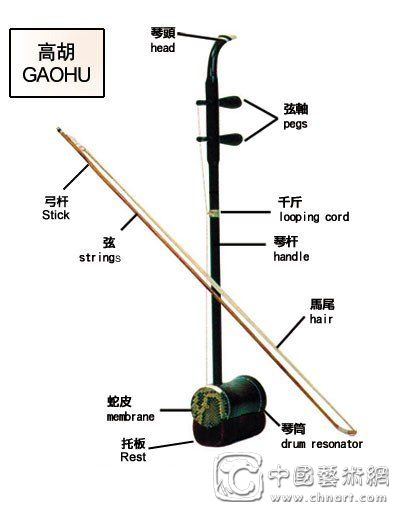 高胡
GAOHU
琴頭
head
弦軸
pegs
千斤
looping cord
弓杆
Stick
琴杆
handle
弦
strings
馬尾
hair
蛇皮
membrane
琴筒
drum resonator
托板
Rest
中國藝術網
www.chnart.com